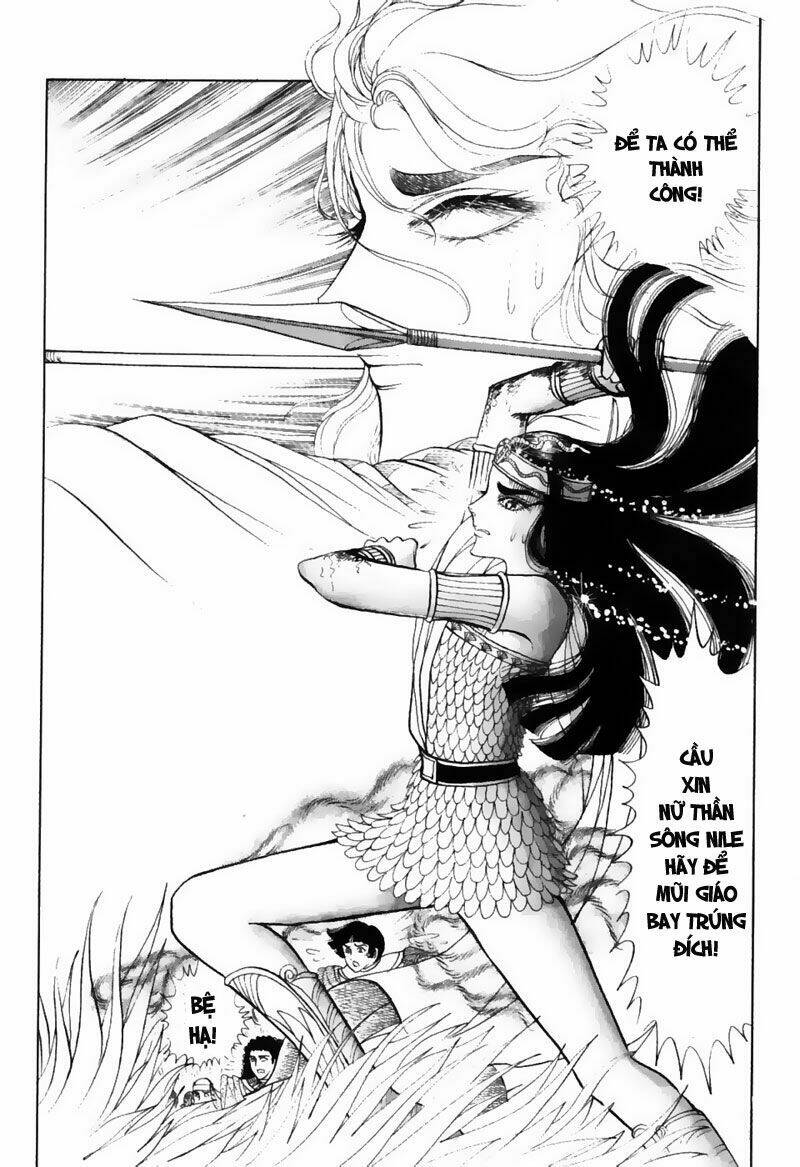 ĐỂ TA CÓ THỂ
THÀNH
CÔNG!
CẦU
XIN
NỮ THẦN
SÔNG NILE
HÃY ĐỂ
MŨI GIÁO
BAY TRÚNG
ĐÍCH!
BỆ
HẠ!